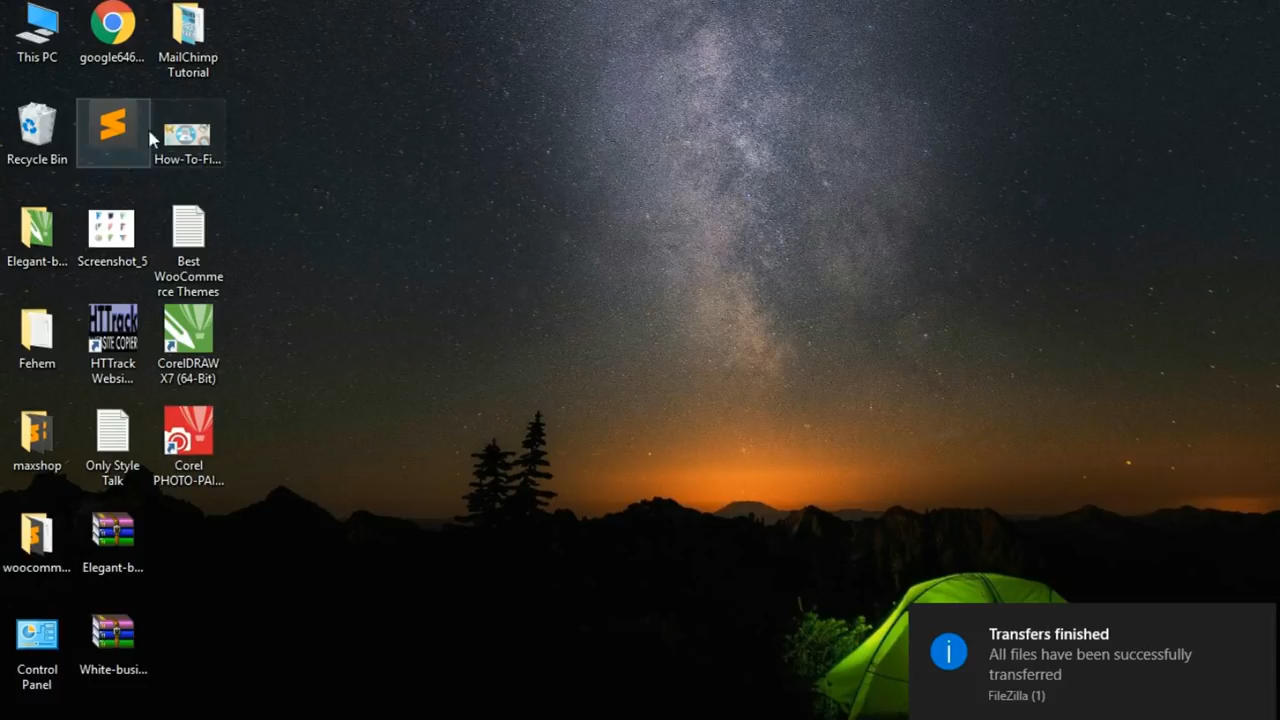 This PC
google646...
MailChimp
Tutorial
Recycle Bin
How-To-Fi...
Elegant-b...
Screenshot_5
Best
WooComme
rce Themes
Fehem
HTTrack
WEBSITE COPIER
HTTrack
Websi...
CorelDRAW
X7 (64-Bit)
maxshop
Only Style
Talk
Corel
PHOTO-PAI...
woocomm...
Elegant-b...
Control
Panel
White-busi...
Transfers finished
All files have been successfully
transferred
FileZilla (1)